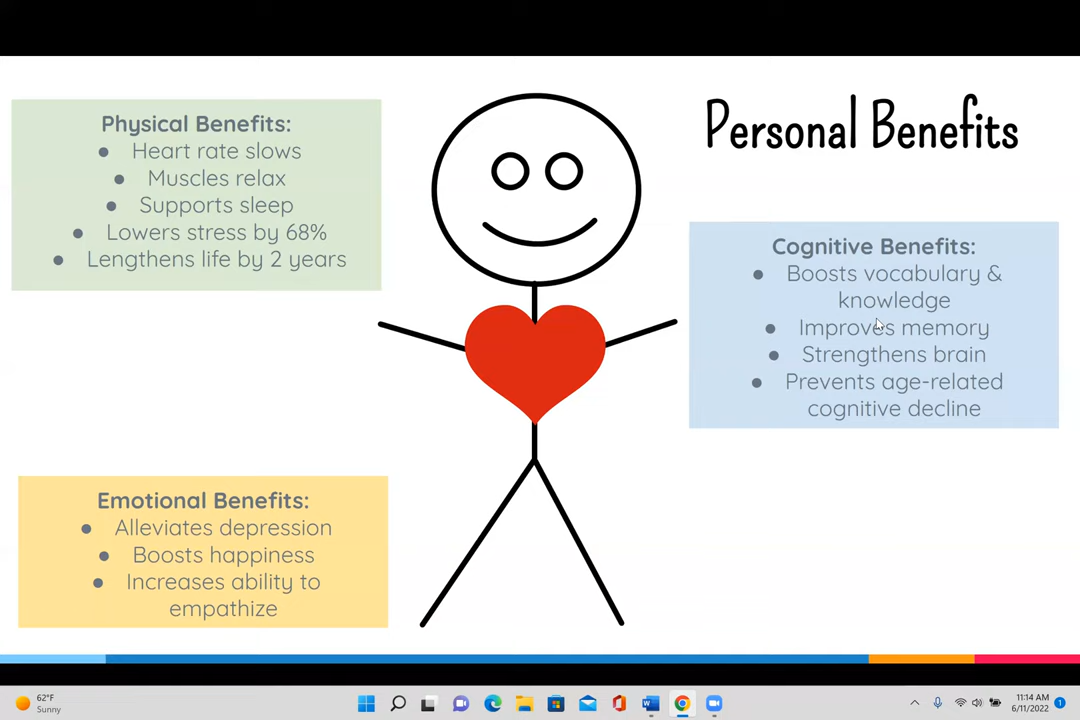 Personal Benefits
Physical Benefits:
● Heart rate slows
● Muscles relax
● Supports sleep
● Lowers stress by 68%
● Lengthens life by 2 years
Cognitive Benefits:
● Boosts vocabulary &
knowledge
● Improves memory
● Strengthens brain
● Prevents age-related
cognitive decline
Emotional Benefits:
● Alleviates depression
● Boosts happiness
● Increases ability to
empathize
62°F
Sunny
11:14 AM
6/11/2022
1